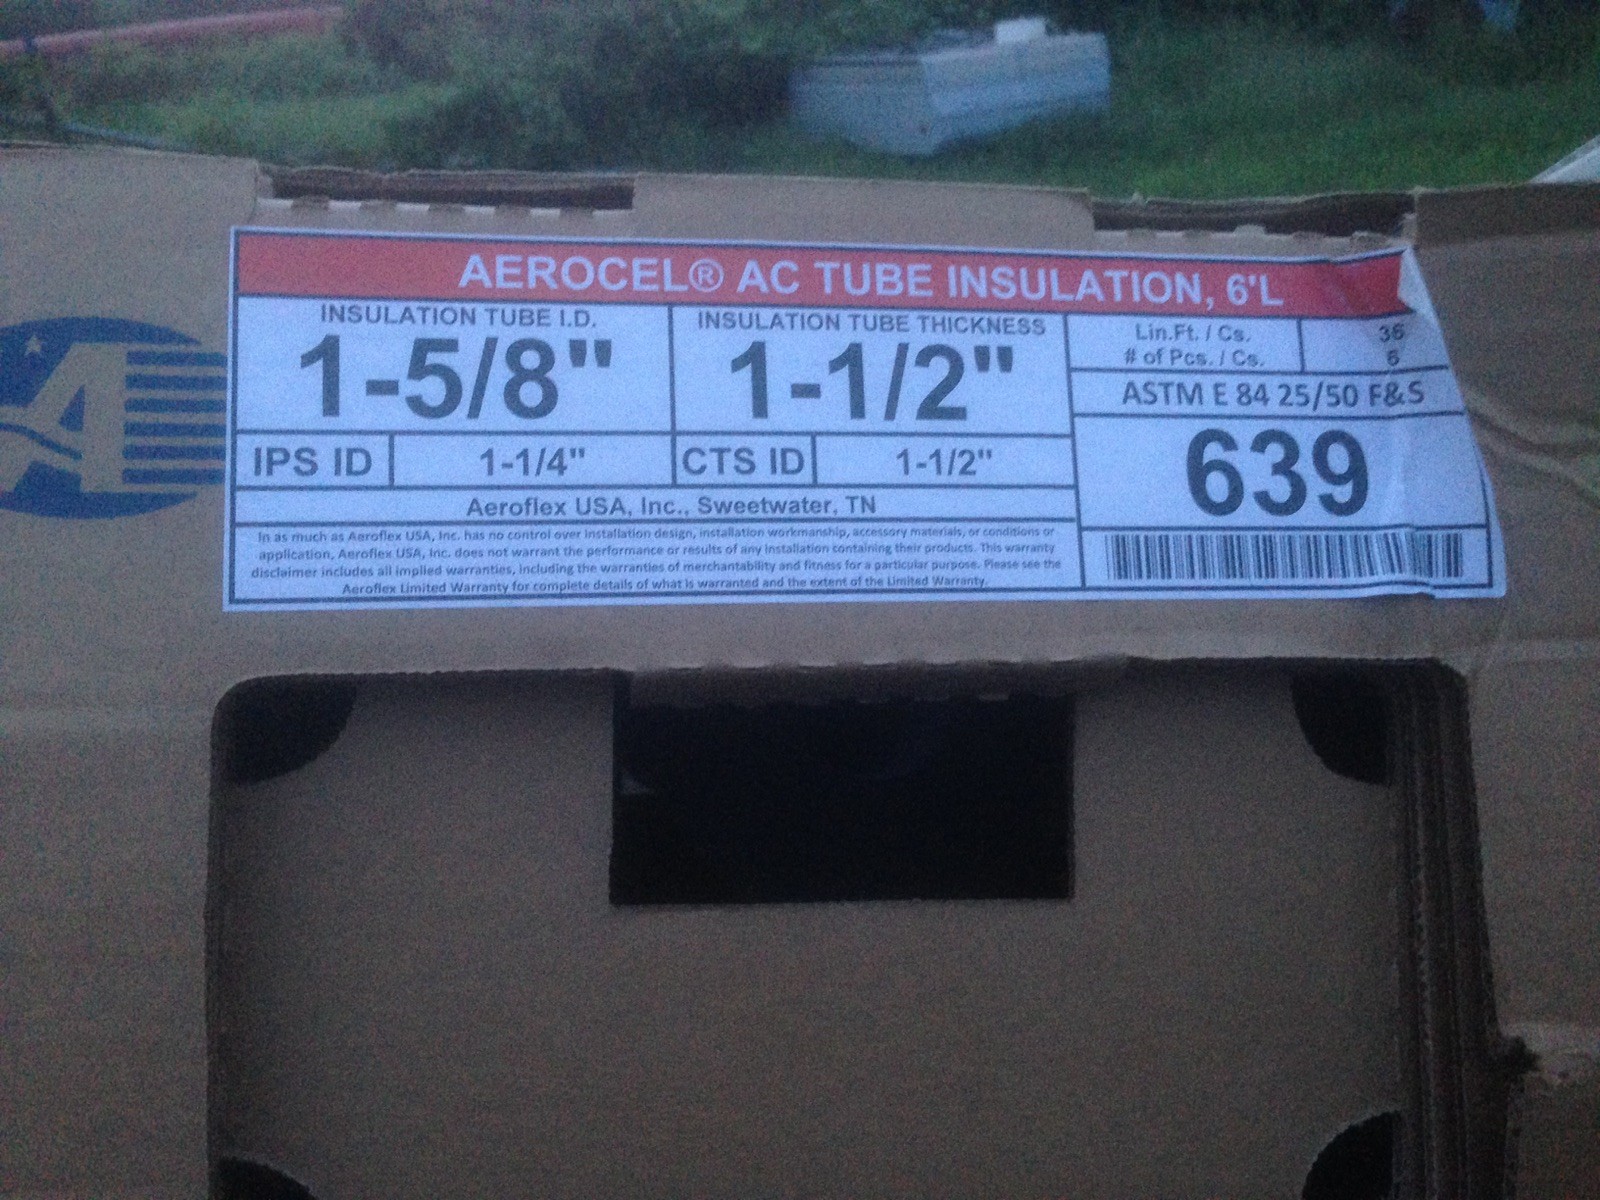 AEROCEL® AC TUBE INSULATION, 6'L
INSULATION TUBE I.D.
1-5/8"
INSULATION TUBE THICKNESS
1-1/2"
Lin.Ft. / Cs. 36
# of Pcs. / Cs. 6
ASTM E 84 25/50 F&S
IPS ID 1-1/4" CTS ID 1-1/2"
639
Aeroflex USA, Inc., Sweetwater, TN
In as much as Aeroflex USA, Inc. has no control over installation design, installation workmanship, accessory materials, or conditions or
application, Aeroflex USA, Inc. does not warrant the performance or results of any installation containing their products. This warranty
disclaimer includes all implied warranties, including the warranties of merchantability and fitness for a particular purpose. Please see the
Aeroflex Limited Warranty for complete details of what is warranted and the extent of the Limited Warranty.
A